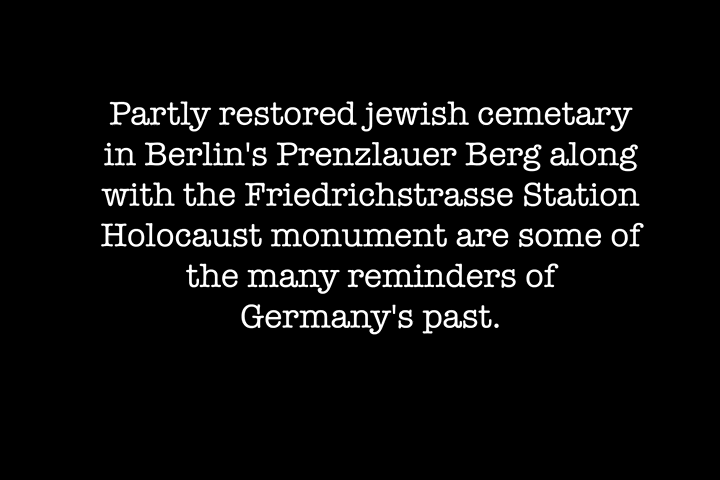 Partly restored jewish cemetary
in Berlin's Prenzlauer Berg along
with the Friedrichstrasse Station
Holocaust monument are some of
the many reminders of
Germany's past.